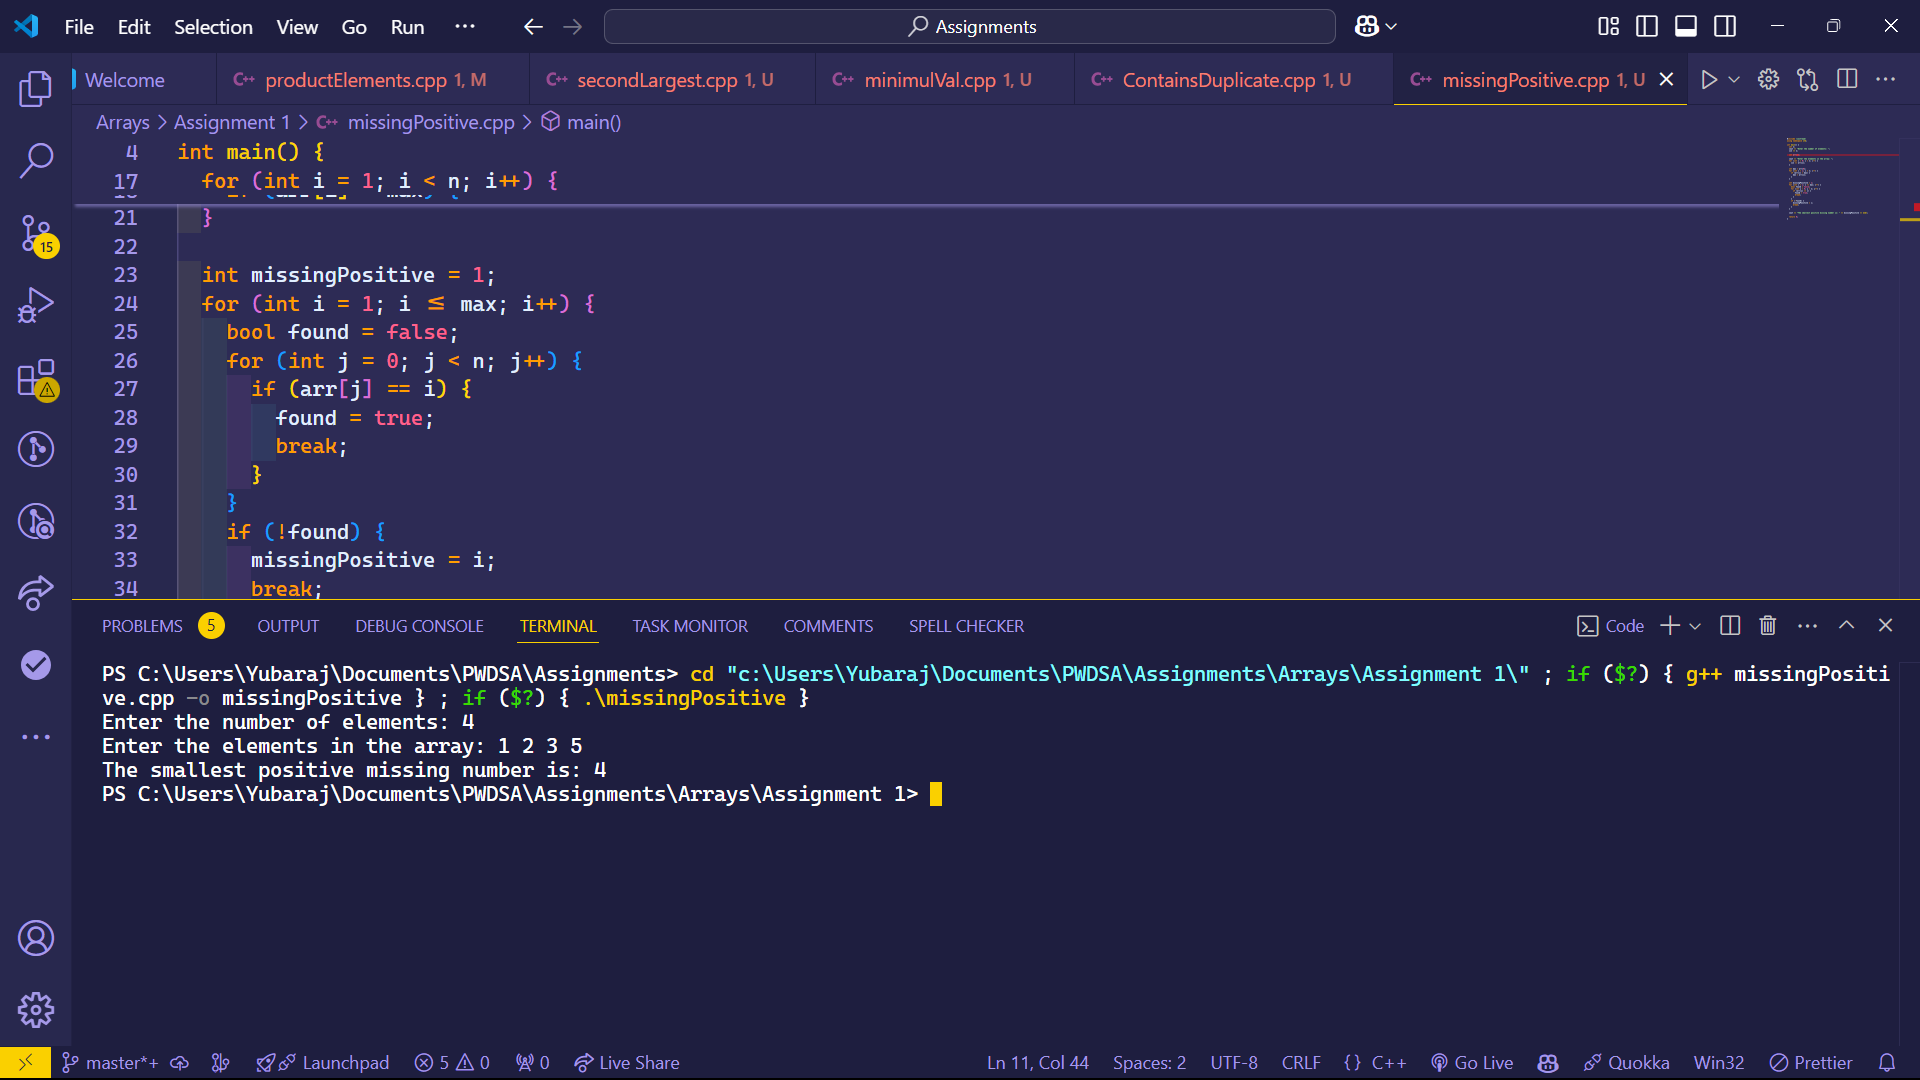 File Edit Selection View Go Run ··· Assignments
Welcome productElements.cpp 1, M secondLargest.cpp 1, U minimulVal.cpp 1, U ContainsDuplicate.cpp 1, U missingPositive.cpp 1, U
Arrays > Assignment 1 > missingPositive.cpp > main()
4 int main() {
17 for (int i = 1; i < n; i++) {
21 }
22
23 int missingPositive = 1;
24 for (int i = 1; i <= max; i++) {
25 bool found = false;
26 for (int j = 0; j < n; j++) {
27 if (arr[j] == i) {
28 found = true;
29 break;
30 }
31 }
32 if (!found) {
33 missingPositive = i;
34 break;
15
PROBLEMS 5 OUTPUT DEBUG CONSOLE TERMINAL TASK MONITOR COMMENTS SPELL CHECKER Code
PS C:\Users\Yubaraj\Documents\PWDSA\Assignments> cd "c:\Users\Yubaraj\Documents\PWDSA\Assignments\Arrays\Assignment 1\" ; if ($?) { g++ missingPositi
ve.cpp -o missingPositive } ; if ($?) { .\missingPositive }
Enter the number of elements: 4
Enter the elements in the array: 1 2 3 5
The smallest positive missing number is: 4
PS C:\Users\Yubaraj\Documents\PWDSA\Assignments\Arrays\Assignment 1>
master*+ Launchpad 5 0 0 Live Share Ln 11, Col 44 Spaces: 2 UTF-8 CRLF {} C++ Go Live Quokka Win32 Prettier